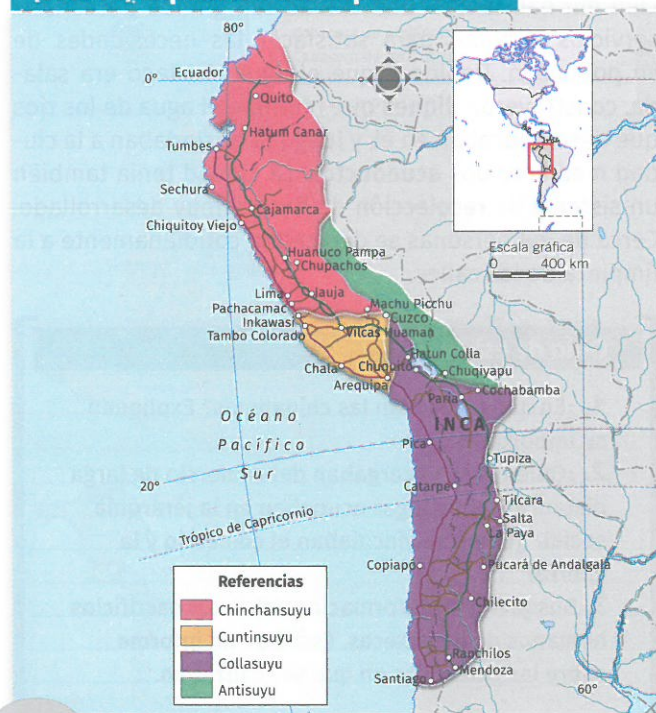 80°
0°
Ecuador
Quito
Hatum Canar
Tumbes
Sechura
Cajamarca
Chiquitoy Viejo
Huanuco Pampa
Chupachos
Escala gráfica
0 400 km
Lima
Jauja
Pachacamac
Machu Picchu
Inkawasi
Cuzco
Tambo Colorado
Vilcas Huaman
Hatun Colla
Chala
Chuquito
Chuqiyapu
Arequipa
Cochabamba
Paria
INCA
Océano
Pacífico
Sur
Pica
Tupiza
20°
Catarpe
Tilcara
Trópico de Capricornio
Salta
La Paya
Copiapó
Pucará de Andalgalá
Referencias
Chinchansuyu
Cuntinsuyu
Collasuyu
Antisuyu
Chilecito
Ranchilos
Mendoza
Santiago
60°